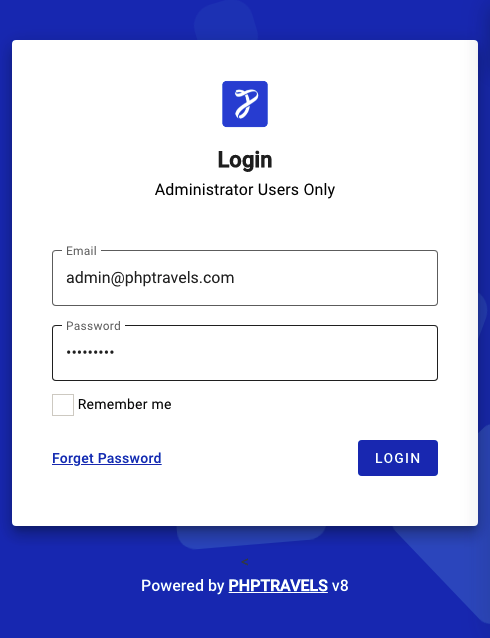 Login
Administrator Users Only
Email
admin@phptravels.com
Password
•••••••••
Remember me
Forget Password
LOGIN
Powered by PHPTRAVELS v8